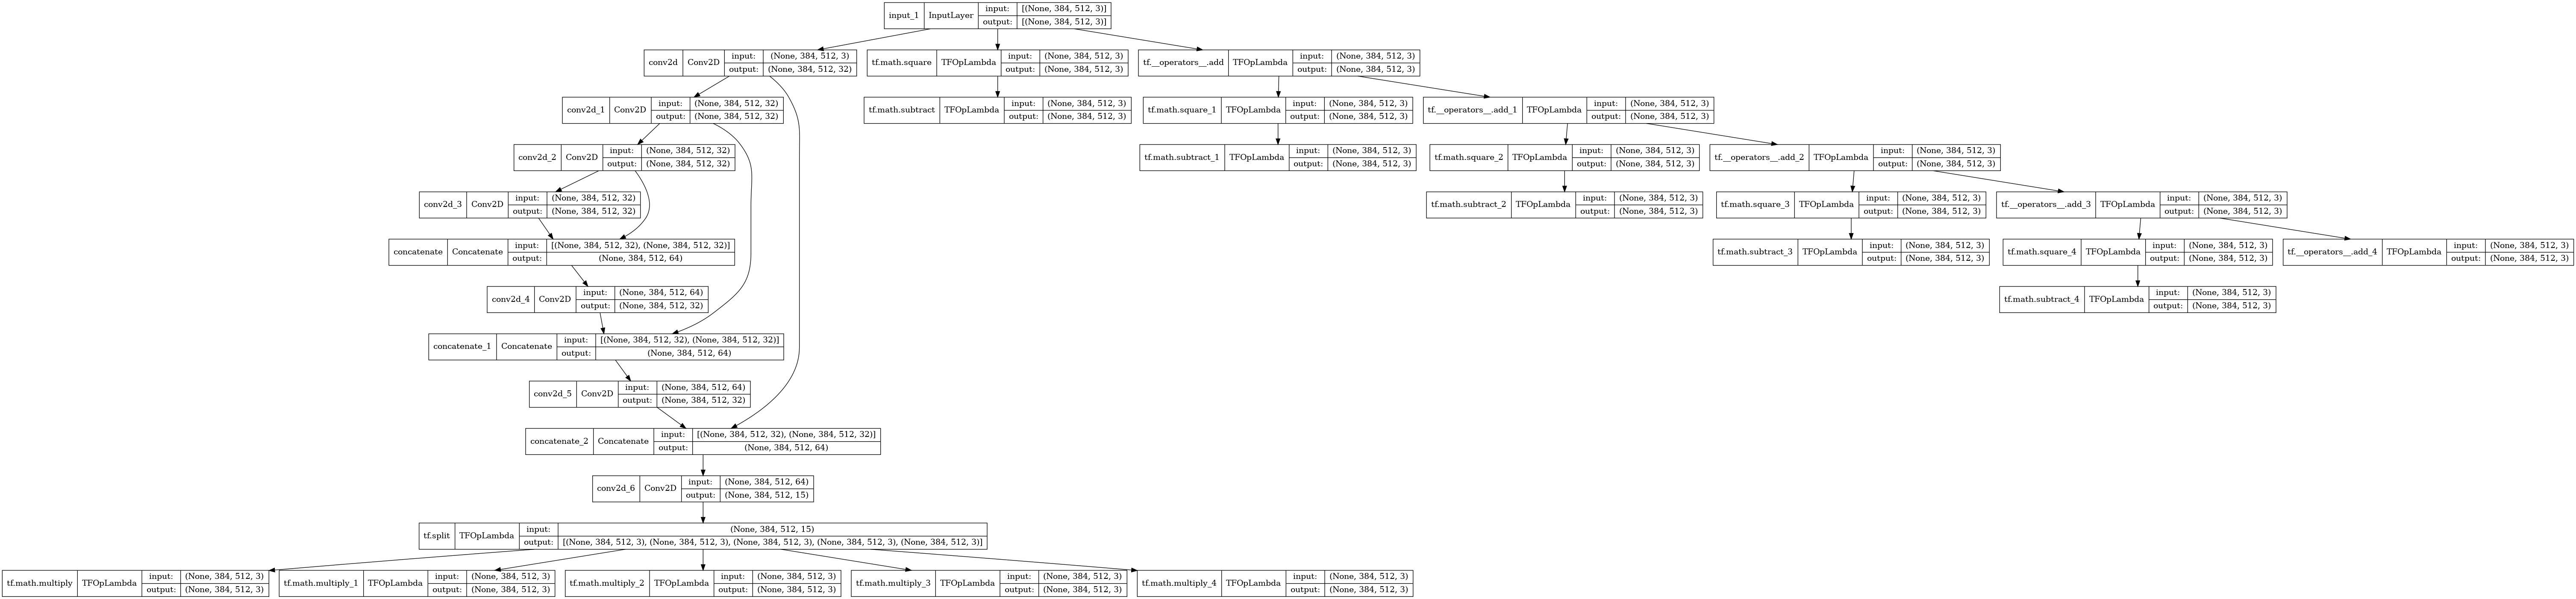 input_1 InputLayer input: [(None, 384, 512, 3)]
output: [(None, 384, 512, 3)]
conv2d Conv2D input: (None, 384, 512, 3)
output: (None, 384, 512, 32)
tf.math.square TFOpLambda input: (None, 384, 512, 3)
output: (None, 384, 512, 3)
tf.__operators__.add TFOpLambda input: (None, 384, 512, 3)
output: (None, 384, 512, 3)
conv2d_1 Conv2D input: (None, 384, 512, 32)
output: (None, 384, 512, 32)
tf.math.subtract TFOpLambda input: (None, 384, 512, 3)
output: (None, 384, 512, 3)
tf.math.square_1 TFOpLambda input: (None, 384, 512, 3)
output: (None, 384, 512, 3)
tf.__operators__.add_1 TFOpLambda input: (None, 384, 512, 3)
output: (None, 384, 512, 3)
conv2d_2 Conv2D input: (None, 384, 512, 32)
output: (None, 384, 512, 32)
tf.math.subtract_1 TFOpLambda input: (None, 384, 512, 3)
output: (None, 384, 512, 3)
tf.math.square_2 TFOpLambda input: (None, 384, 512, 3)
output: (None, 384, 512, 3)
tf.__operators__.add_2 TFOpLambda input: (None, 384, 512, 3)
output: (None, 384, 512, 3)
conv2d_3 Conv2D input: (None, 384, 512, 32)
output: (None, 384, 512, 32)
tf.math.subtract_2 TFOpLambda input: (None, 384, 512, 3)
output: (None, 384, 512, 3)
tf.math.square_3 TFOpLambda input: (None, 384, 512, 3)
output: (None, 384, 512, 3)
tf.__operators__.add_3 TFOpLambda input: (None, 384, 512, 3)
output: (None, 384, 512, 3)
concatenate Concatenate input: [(None, 384, 512, 32), (None, 384, 512, 32)]
output: (None, 384, 512, 64)
tf.math.subtract_3 TFOpLambda input: (None, 384, 512, 3)
output: (None, 384, 512, 3)
tf.math.square_4 TFOpLambda input: (None, 384, 512, 3)
output: (None, 384, 512, 3)
tf.__operators__.add_4 TFOpLambda input: (None, 384, 512, 3)
output: (None, 384, 512, 3)
conv2d_4 Conv2D input: (None, 384, 512, 64)
output: (None, 384, 512, 32)
tf.math.subtract_4 TFOpLambda input: (None, 384, 512, 3)
output: (None, 384, 512, 3)
concatenate_1 Concatenate input: [(None, 384, 512, 32), (None, 384, 512, 32)]
output: (None, 384, 512, 64)
conv2d_5 Conv2D input: (None, 384, 512, 64)
output: (None, 384, 512, 32)
concatenate_2 Concatenate input: [(None, 384, 512, 32), (None, 384, 512, 32)]
output: (None, 384, 512, 64)
conv2d_6 Conv2D input: (None, 384, 512, 64)
output: (None, 384, 512, 15)
tf.split TFOpLambda input: (None, 384, 512, 15)
output: [(None, 384, 512, 3), (None, 384, 512, 3), (None, 384, 512, 3), (None, 384, 512, 3), (None, 384, 512, 3)]
tf.math.multiply TFOpLambda input: (None, 384, 512, 3)
output: (None, 384, 512, 3)
tf.math.multiply_1 TFOpLambda input: (None, 384, 512, 3)
output: (None, 384, 512, 3)
tf.math.multiply_2 TFOpLambda input: (None, 384, 512, 3)
output: (None, 384, 512, 3)
tf.math.multiply_3 TFOpLambda input: (None, 384, 512, 3)
output: (None, 384, 512, 3)
tf.math.multiply_4 TFOpLambda input: (None, 384, 512, 3)
output: (None, 384, 512, 3)